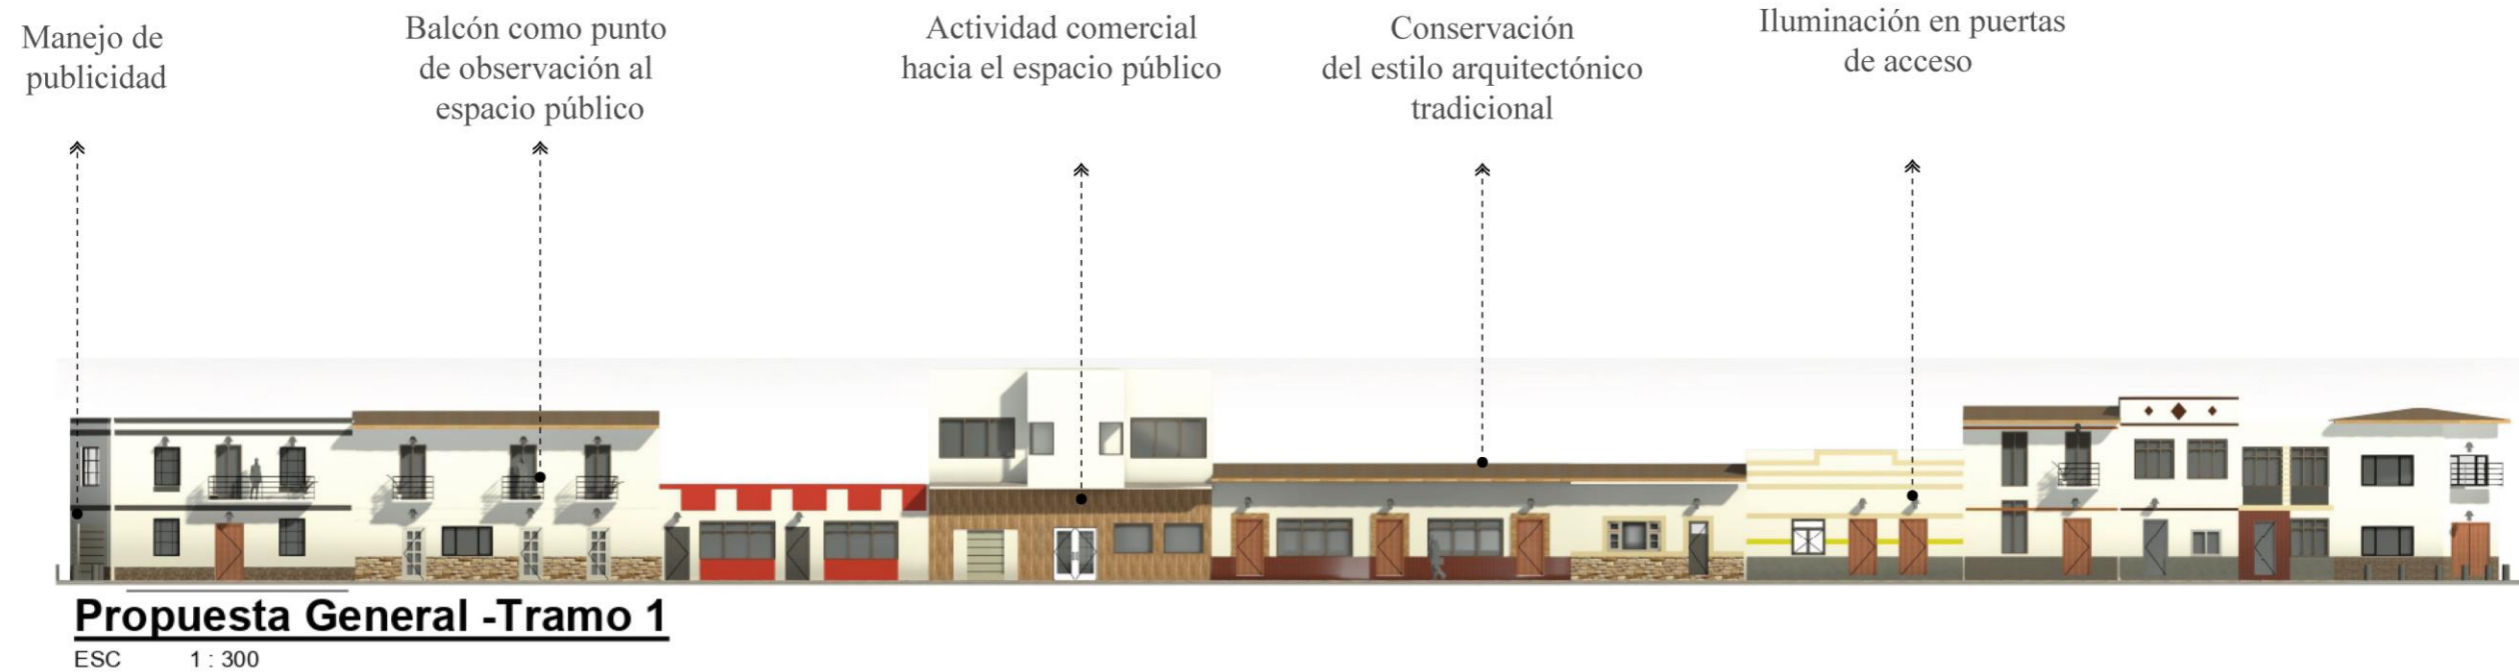 Manejo de
publicidad
Balcón como punto
de observación al
espacio público
Actividad comercial
hacia el espacio público
Conservación
del estilo arquitectónico
tradicional
Iluminación en puertas
de acceso
Propuesta General -Tramo 1
ESC 1 : 300